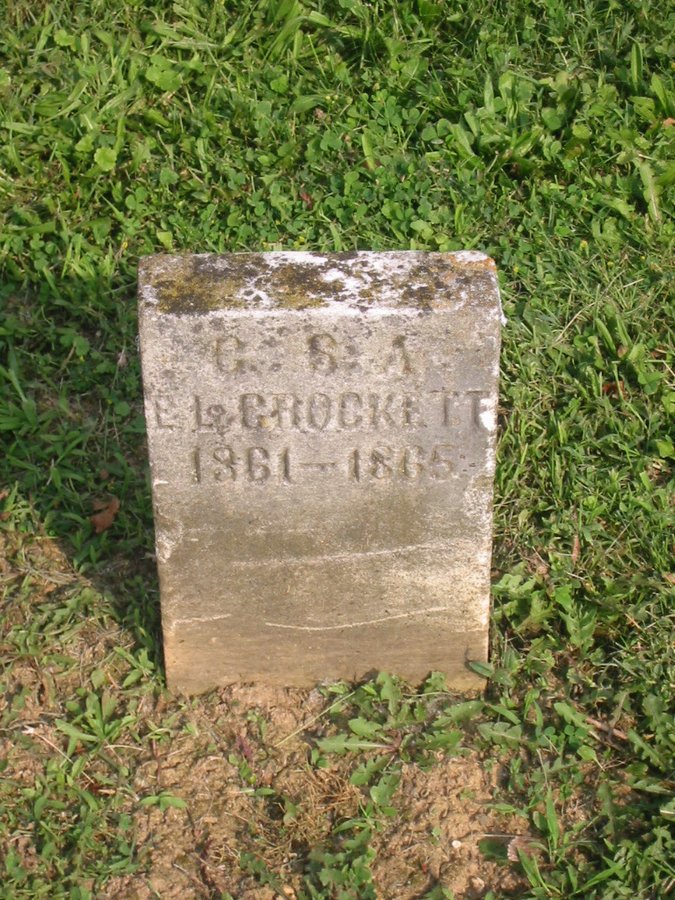 C. S. A.
E. L. CROCKETT
1861—1865